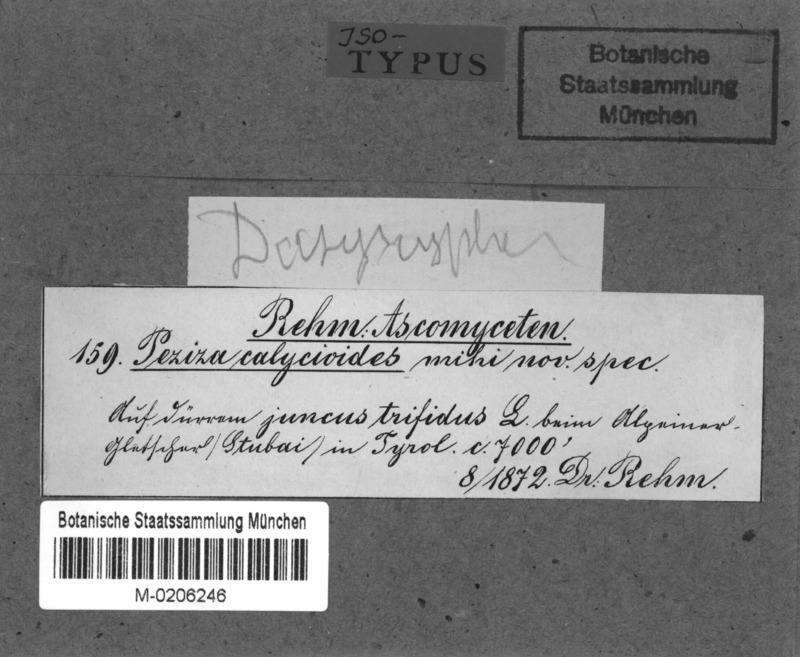 ISO-
TYPUS
Botanische
Staatssammlung
München
Dasyscypha
Rehm: Ascomyceten.
159. Peziza calycioides mihi nov. spec.
Auf dürrem juncus trifidus L. beim Alpeiner-
gletscher (Stubai) in Tyrol. c. 7000'
8/1872. Dr. Rehm.
Botanische Staatssammlung München
M-0206246